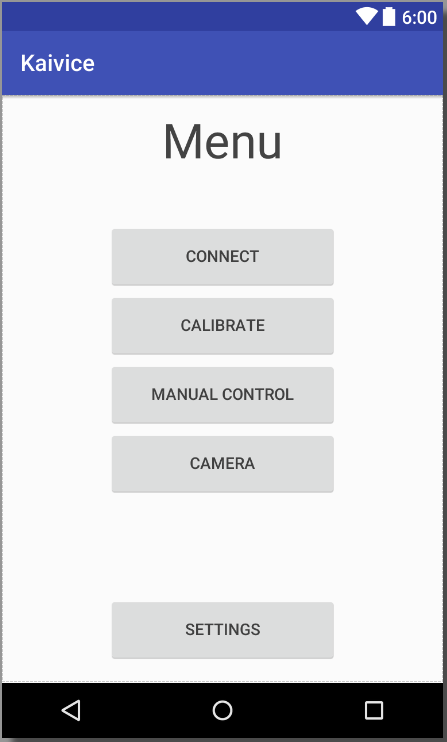 6:00
Kaivice
Menu
CONNECT
CALIBRATE
MANUAL CONTROL
CAMERA
SETTINGS